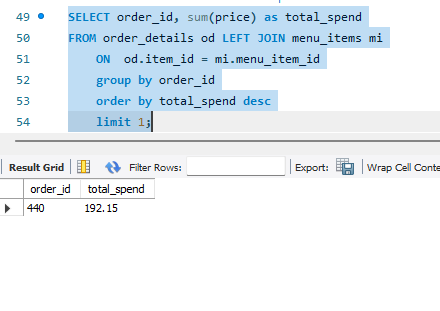 49 SELECT order_id, sum(price) as total_spend
50 FROM order_details od LEFT JOIN menu_items mi
51 ON od.item_id = mi.menu_item_id
52 group by order_id
53 order by total_spend desc
54 limit 1;
Result Grid Filter Rows: Export: Wrap Cell Conte
order_id total_spend
440 192.15